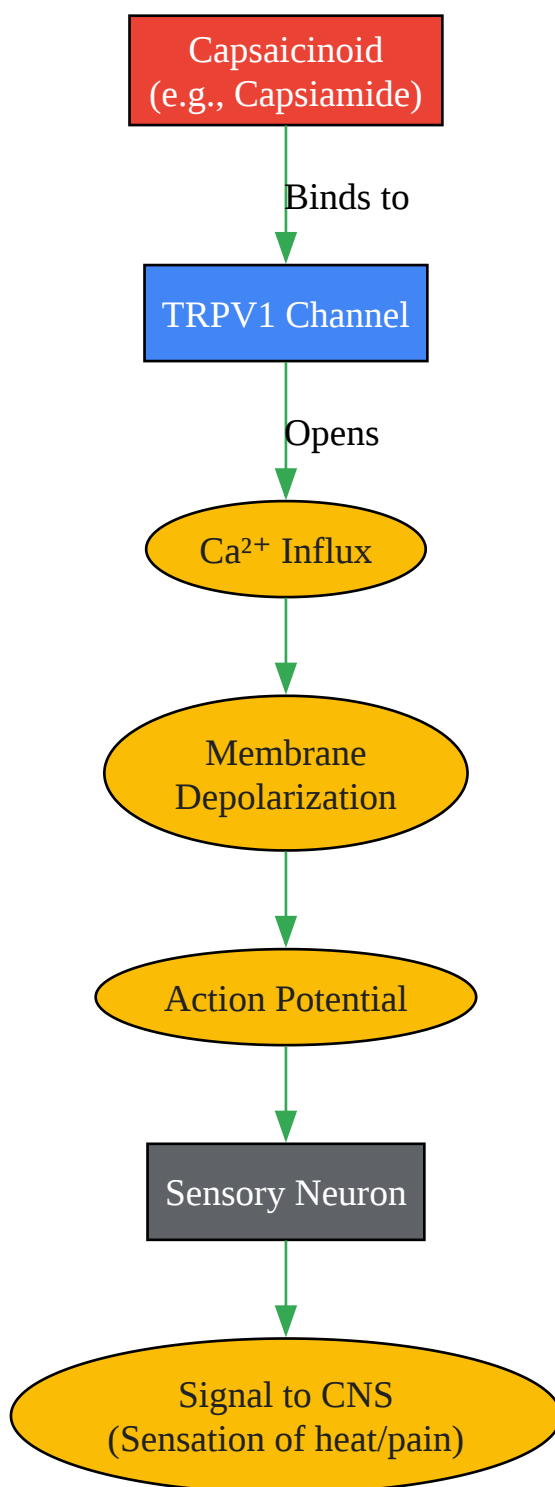 Capsaicinoid
(e.g., Capsiamide)
Binds to
TRPV1 Channel
Opens
Ca²⁺ Influx
Membrane
Depolarization
Action Potential
Sensory Neuron
Signal to CNS
(Sensation of heat/pain)